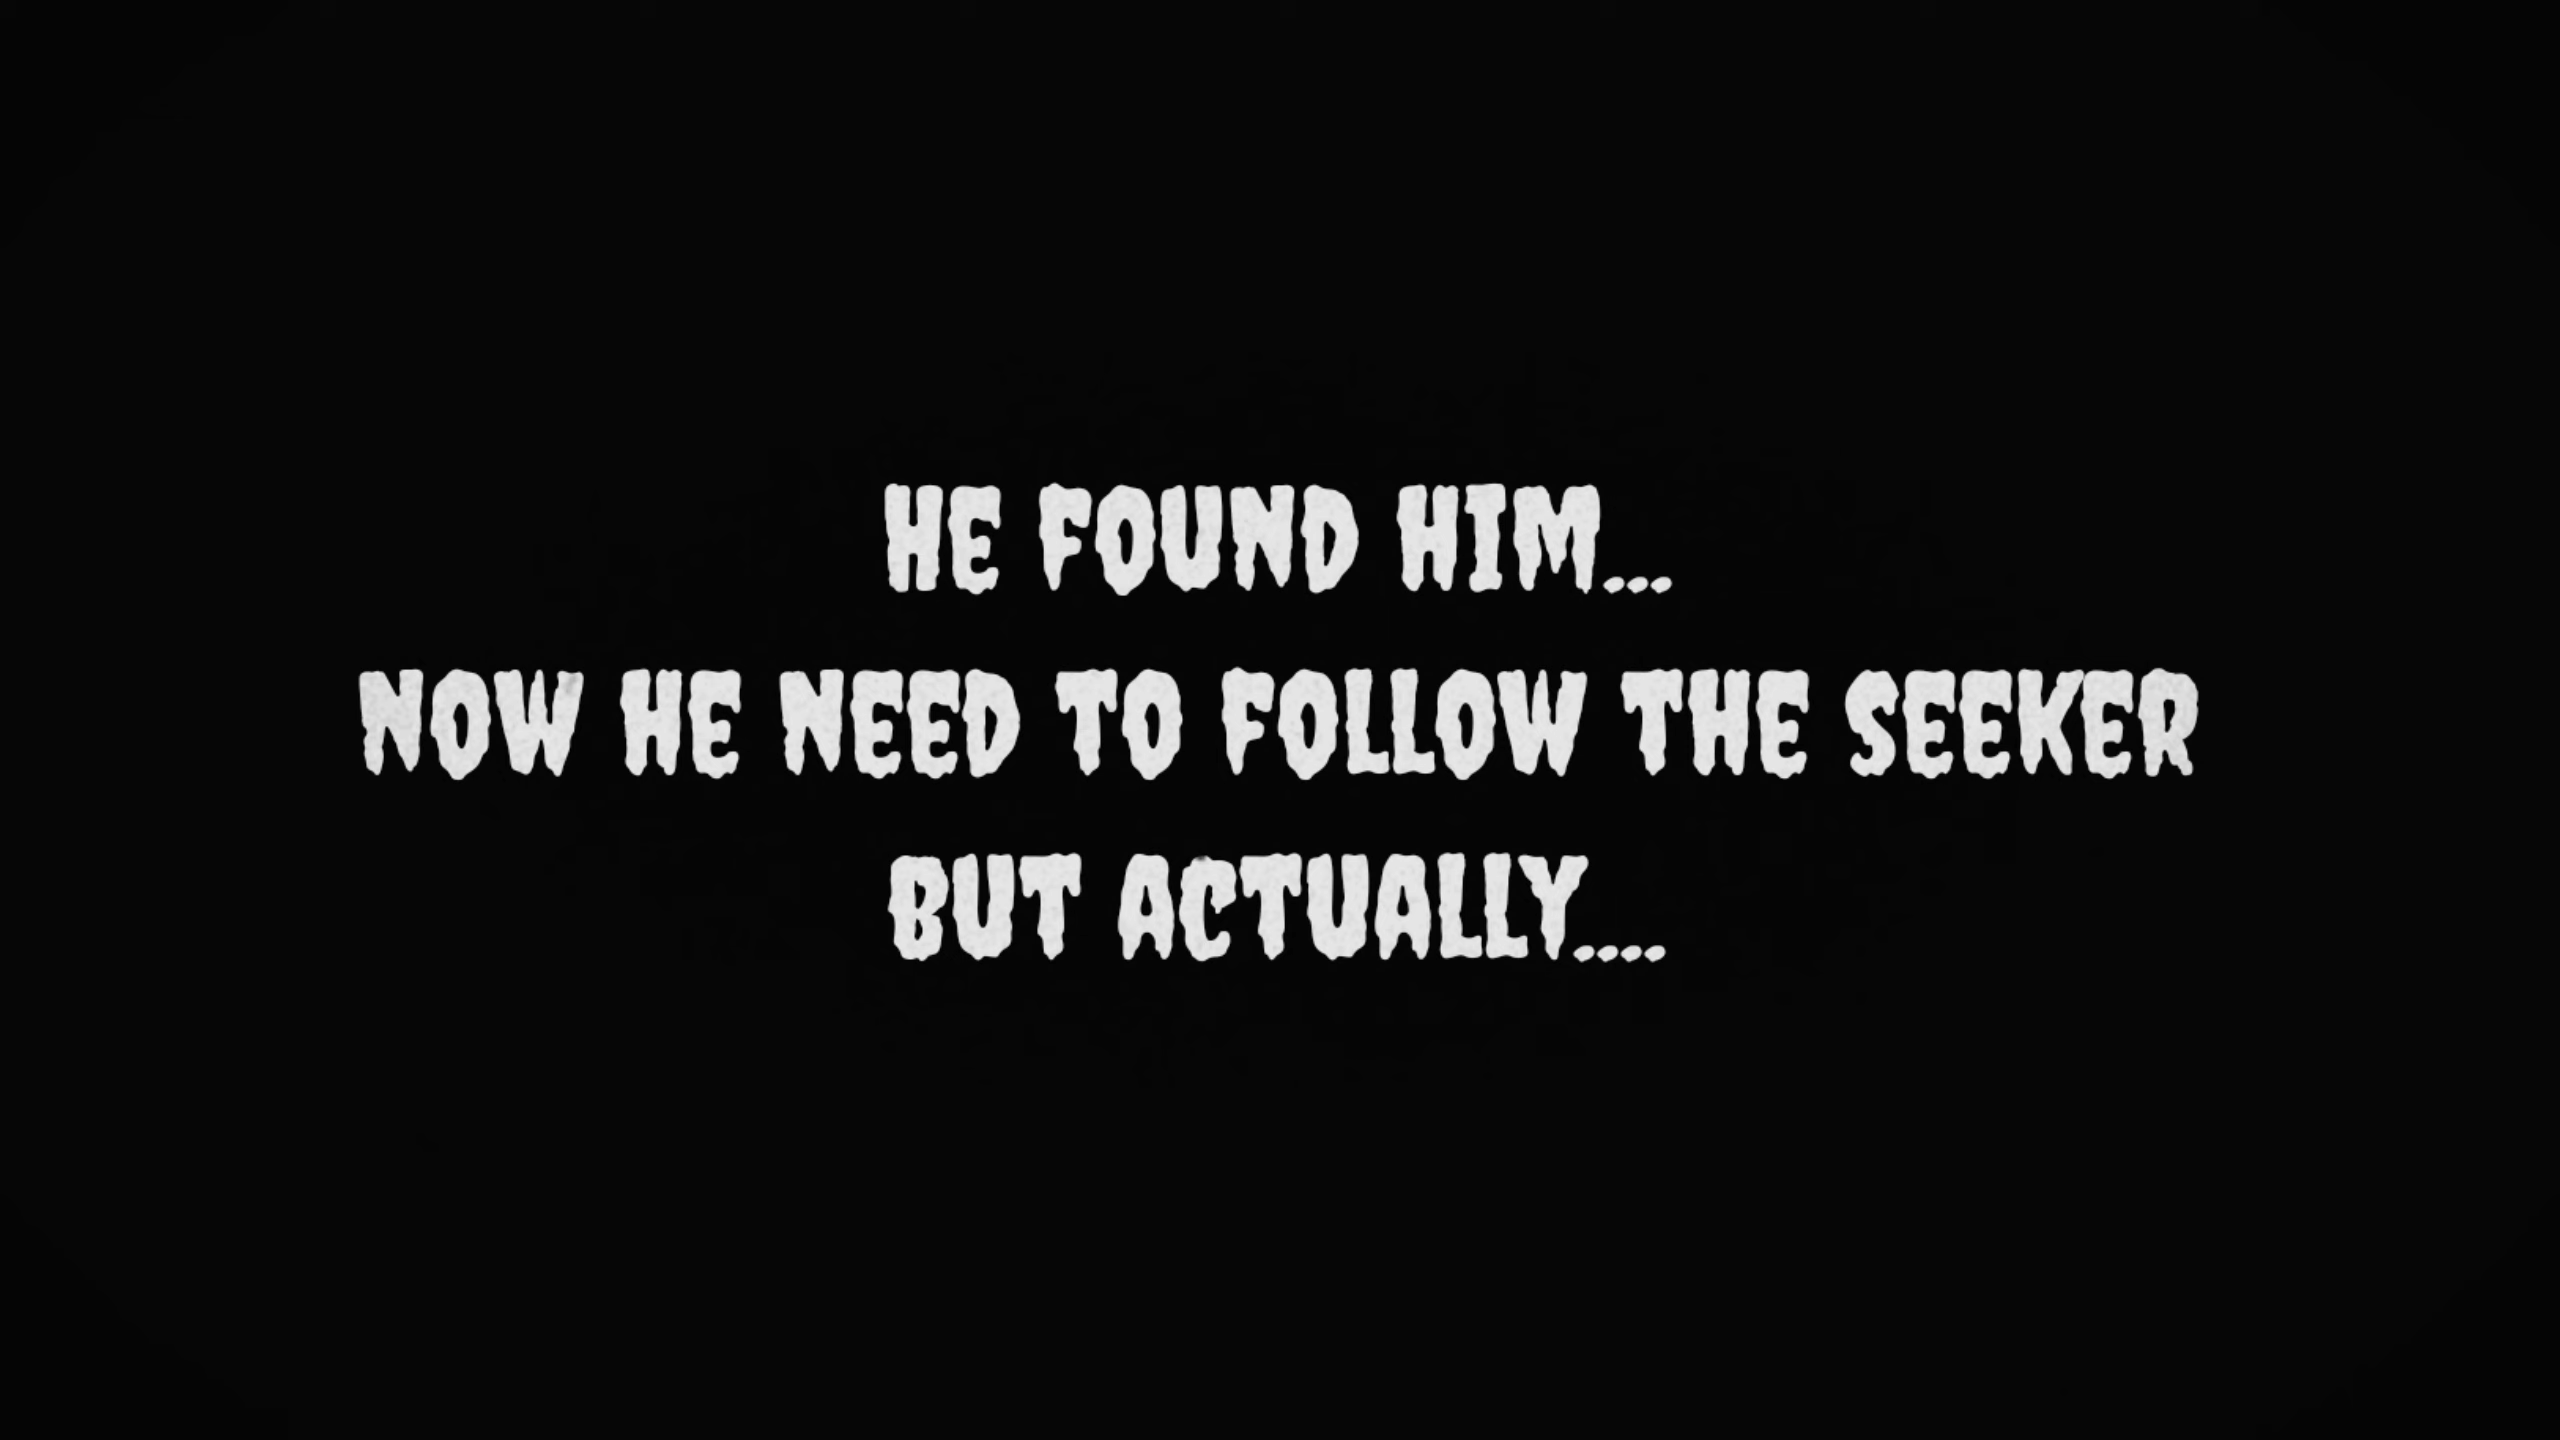 HE FOUND HIM...
NOW HE NEED TO FOLLOW THE SEEKER
BUT ACTUALLY....